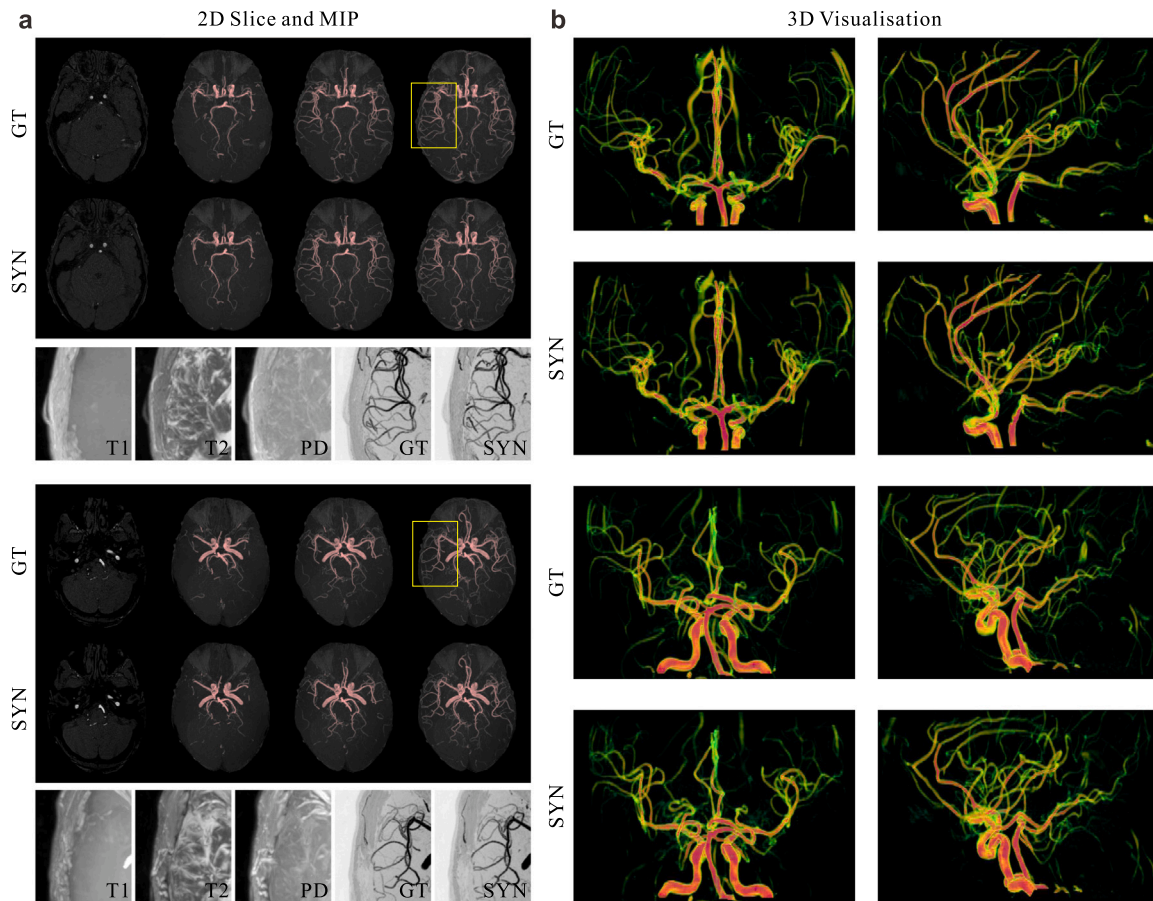 a 2D Slice and MIP
b 3D Visualisation
GT
SYN
T1 T2 PD GT SYN
GT
SYN
T1 T2 PD GT SYN
GT
SYN
GT
SYN